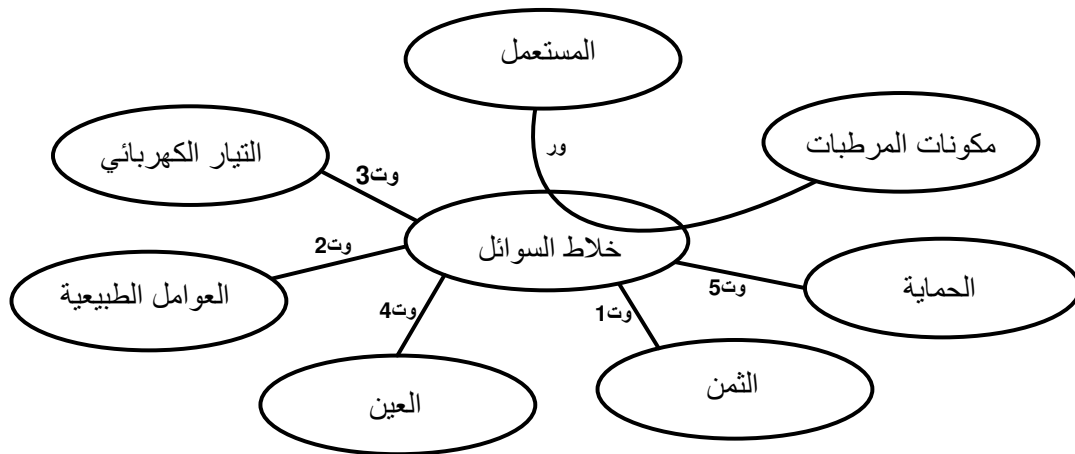 المستعمل
مكونات المرطبات
ور
التيار الكهربائي
وت3
خلاط السوائل
وت2
العوامل الطبيعية
وت5
الحماية
وت4
وت1
الثمن
العين